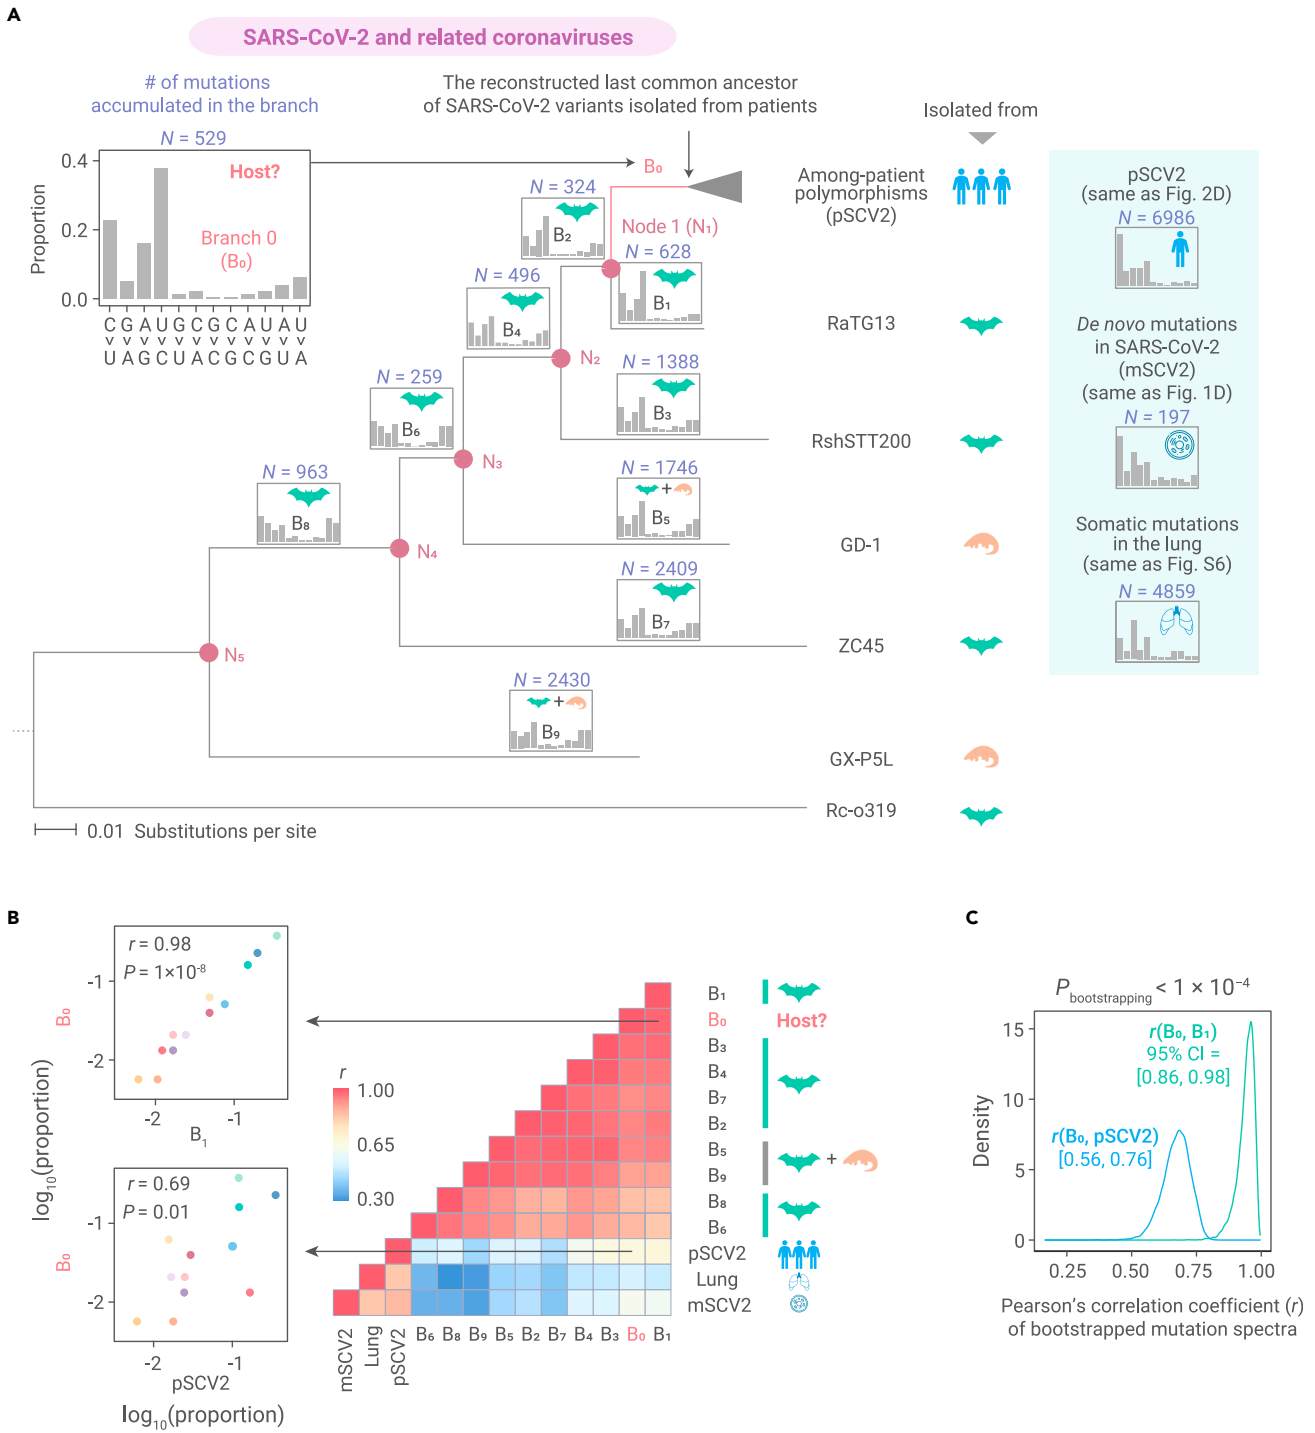 A
SARS-CoV-2 and related coronaviruses
# of mutations
accumulated in the branch
N = 529
The reconstructed last common ancestor
of SARS-CoV-2 variants isolated from patients
Isolated from
Proportion
0.4
0.2
0.0
Host?
Branch 0
(B₀)
C G A U G C G C A U A U
> > > > > > > > > > > >
U A G C U A C G C G U A
B₀
N = 324
B₂
Node 1 (N₁)
N = 628
B₁
N = 496
B₄
N₂
N = 1388
B₃
N = 259
B₆
N₃
N = 1746
+
B₅
N = 963
B₈
N₄
N = 2409
B₇
N₅
N = 2430
+
B₉
Among-patient
polymorphisms
(pSCV2)
RaTG13
RshSTT200
GD-1
ZC45
GX-P5L
Rc-o319
pSCV2
(same as Fig. 2D)
N = 6986
De novo mutations
in SARS-CoV-2
(mSCV2)
(same as Fig. 1D)
N = 197
Somatic mutations
in the lung
(same as Fig. S6)
N = 4859
0.01 Substitutions per site
B
r = 0.98
P = 1×10⁻⁸
-1
-2
B₀
-2 -1
B₁
log₁₀(proportion)
r = 0.69
P = 0.01
-1
-2
B₀
-2 -1
pSCV2
log₁₀(proportion)
r
1.00
0.65
0.30
B₁
B₀ Host?
B₃
B₄
B₇
B₂
B₅
B₉
+
B₈
B₆
pSCV2
Lung
mSCV2
mSCV2 Lung pSCV2 B₆ B₈ B₉ B₅ B₂ B₇ B₄ B₃ B₀ B₁
C
P bootstrapping < 1 × 10⁻⁴
Density
15
10
5
0
r(B₀, B₁)
95% CI =
[0.86, 0.98]
r(B₀, pSCV2)
[0.56, 0.76]
0.25 0.50 0.75 1.00
Pearson's correlation coefficient (r)
of bootstrapped mutation spectra